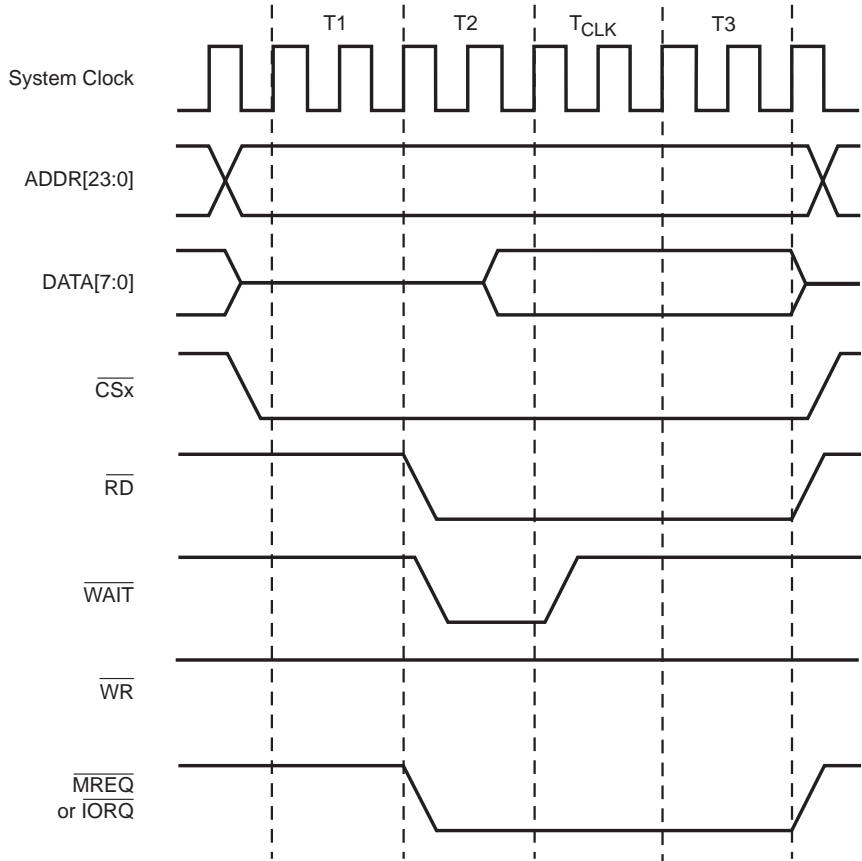 T1 T2 TCLK T3
System Clock
ADDR[23:0]
DATA[7:0]
CSx
RD
WAIT
WR
MREQ
or IORQ